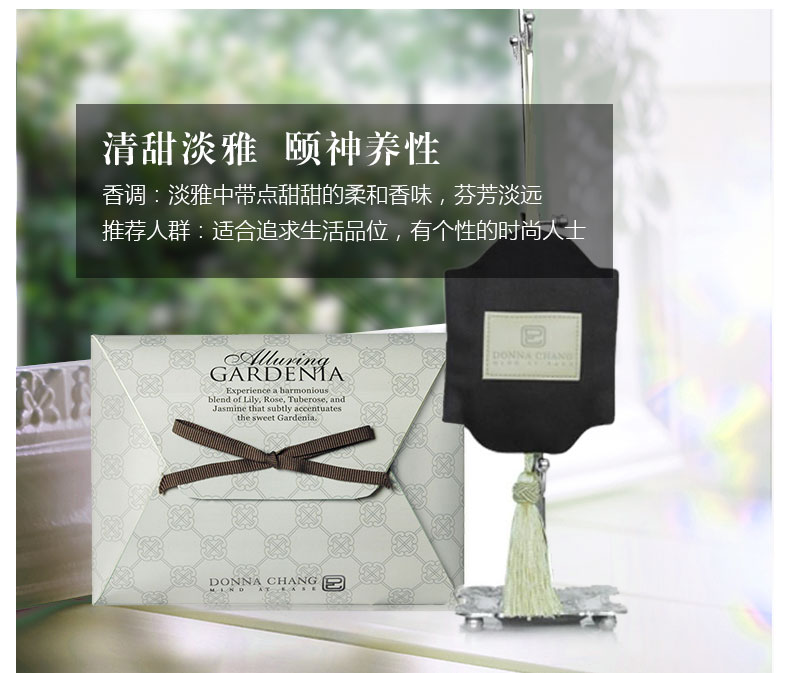 清甜淡雅 颐神养性
香调：淡雅中带点甜甜的柔和香味，芬芳淡远
推荐人群：适合追求生活品位，有个性的时尚人士
DONNA CHANG
MIND AT EASE
Alluring
GARDENIA
Experience a harmonious
blend of Lily, Rose, Tuberose, and
Jasmine that subtly accentuates
the sweet Gardenia.
DONNA CHANG
MIND AT EASE